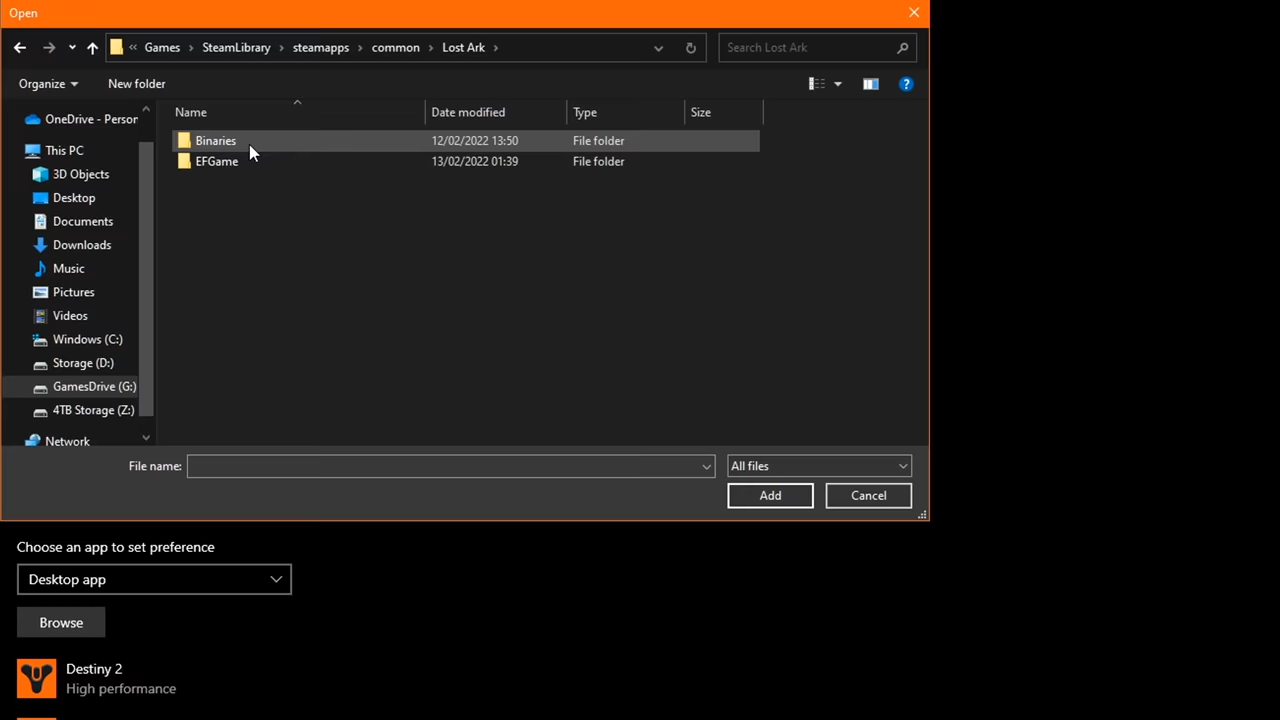 Open
« Games › SteamLibrary › steamapps › common › Lost Ark ›
Search Lost Ark
Organize
New folder
Name Date modified Type Size
Binaries 12/02/2022 13:50 File folder
EFGame 13/02/2022 01:39 File folder
OneDrive - Person
This PC
3D Objects
Desktop
Documents
Downloads
Music
Pictures
Videos
Windows (C:)
Storage (D:)
GamesDrive (G:)
4TB Storage (Z:)
Network
File name:
All files
Add
Cancel
Choose an app to set preference
Desktop app
Browse
Destiny 2
High performance